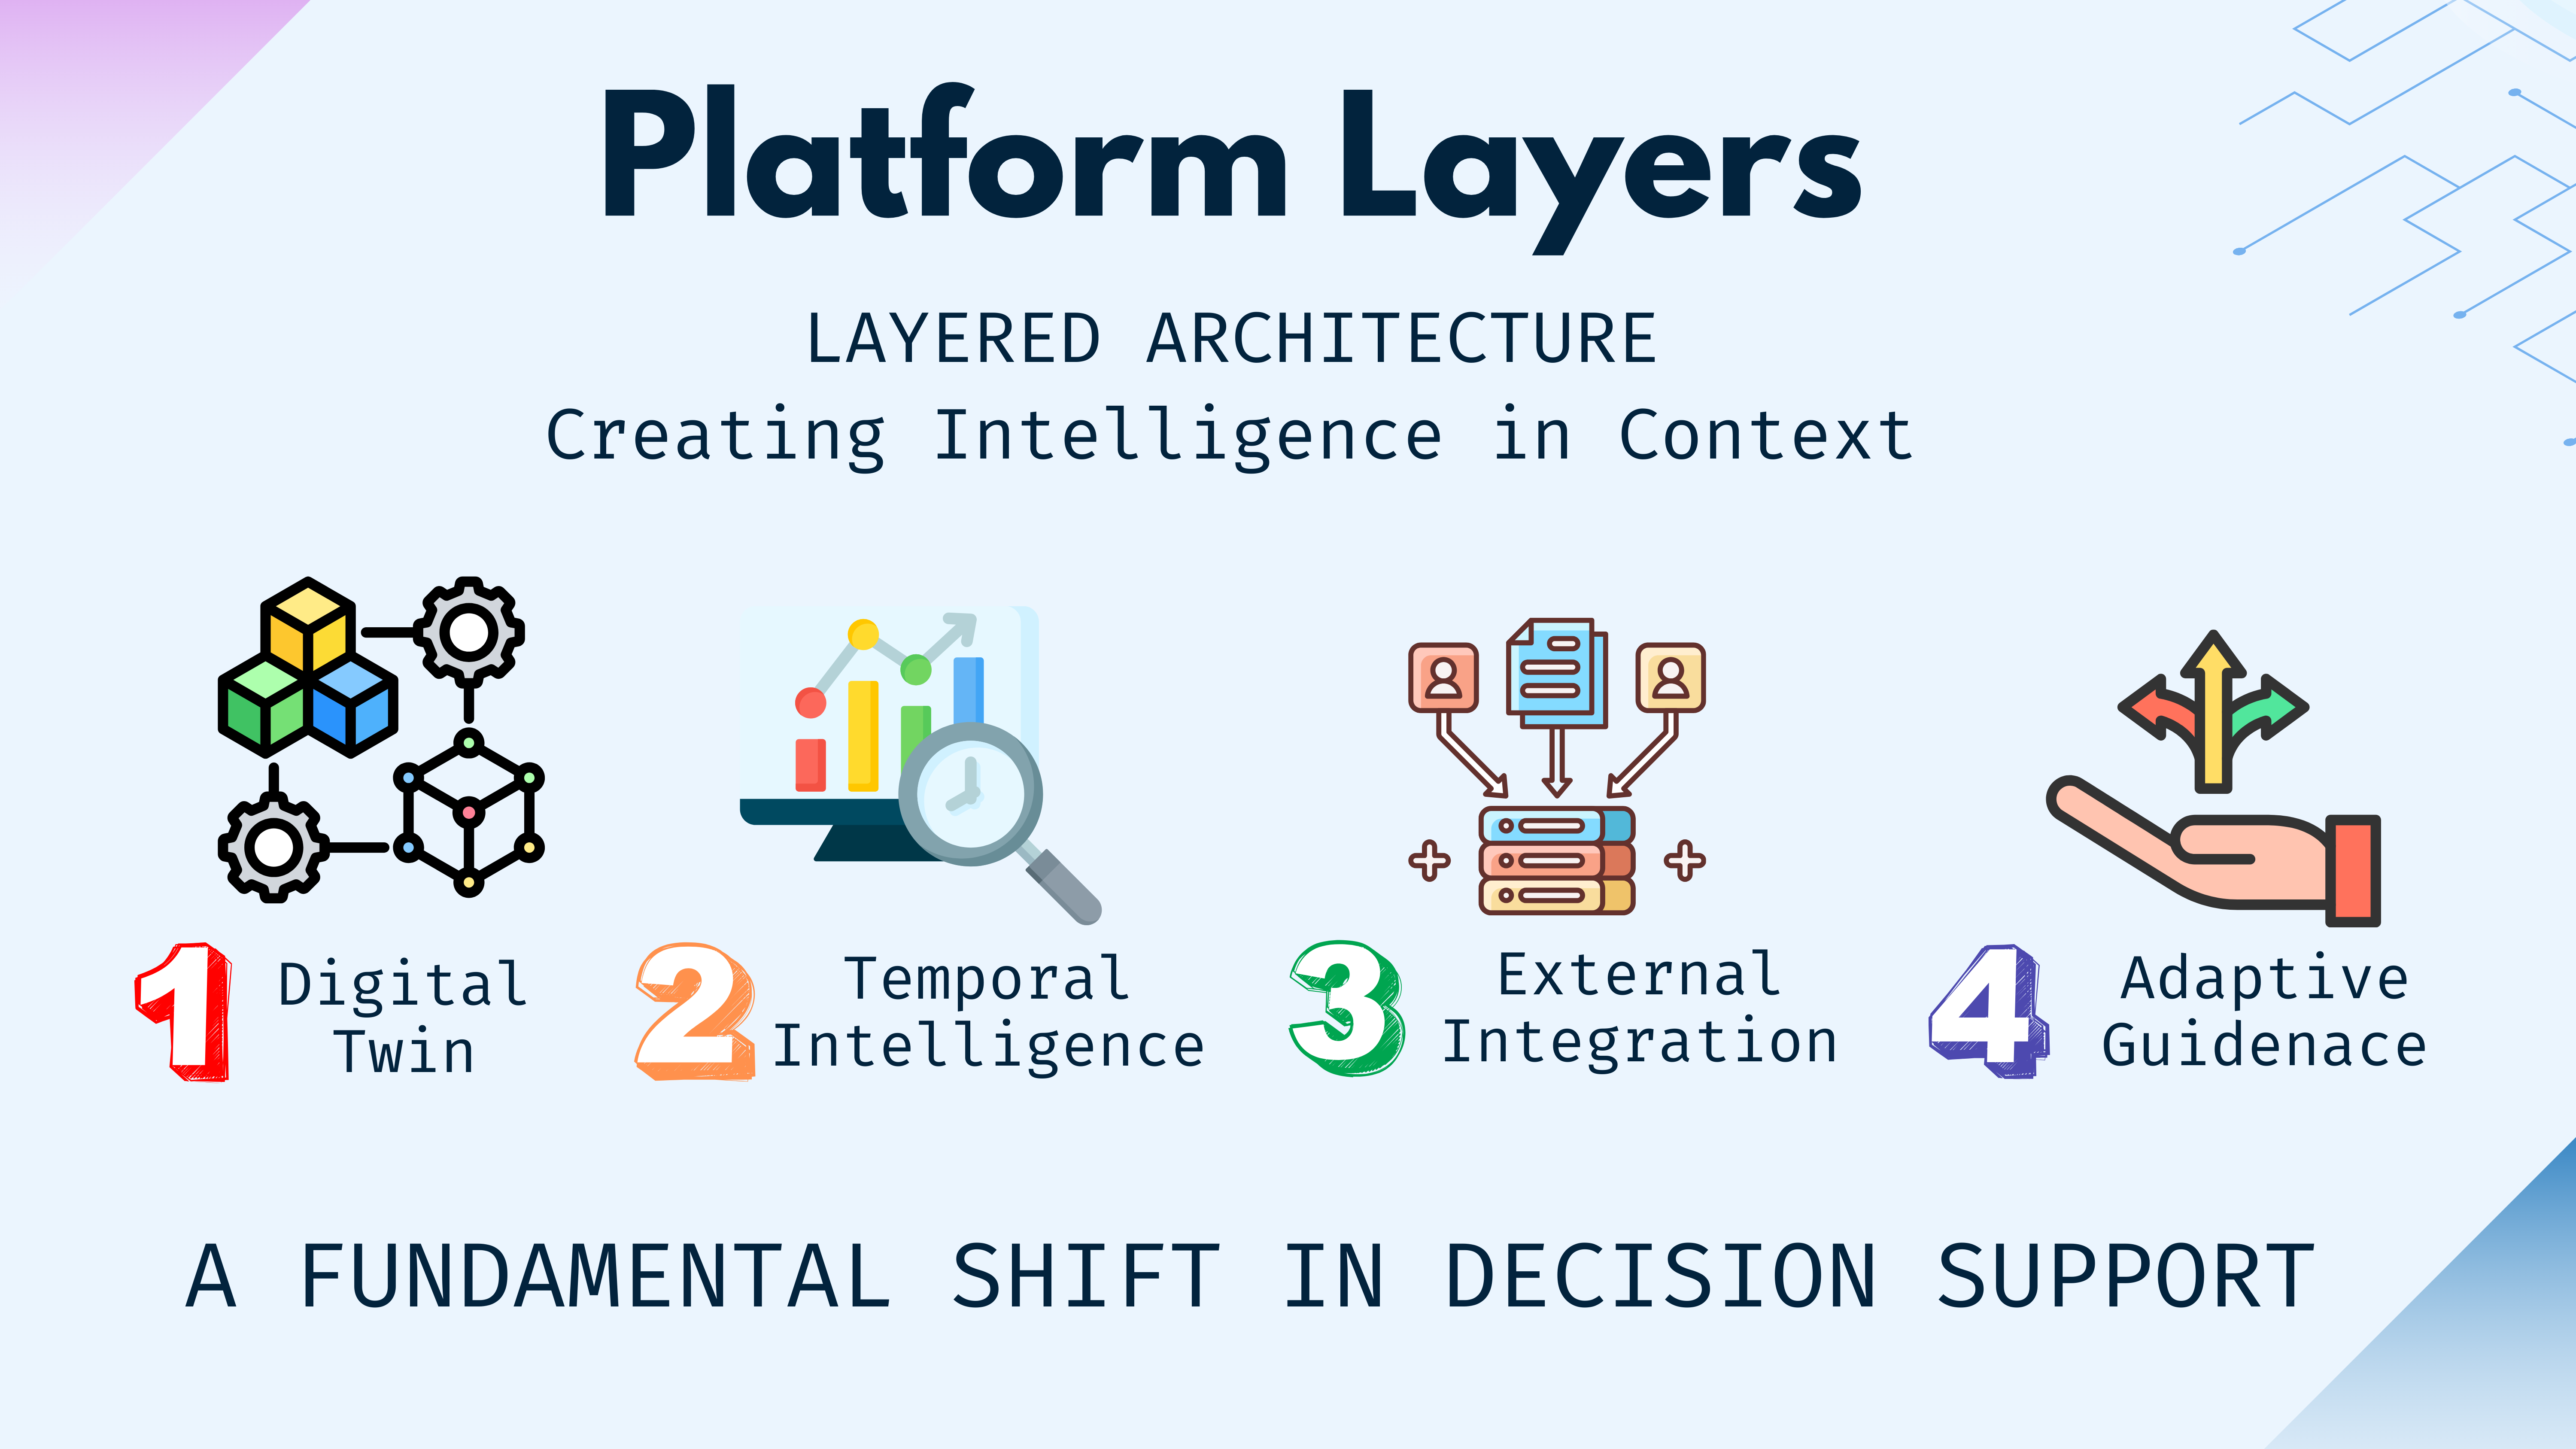 Platform Layers
LAYERED ARCHITECTURE
Creating Intelligence in Context
1
Digital
Twin
2
Temporal
Intelligence
3
External
Integration
4
Adaptive
Guidenace
A FUNDAMENTAL SHIFT IN DECISION SUPPORT